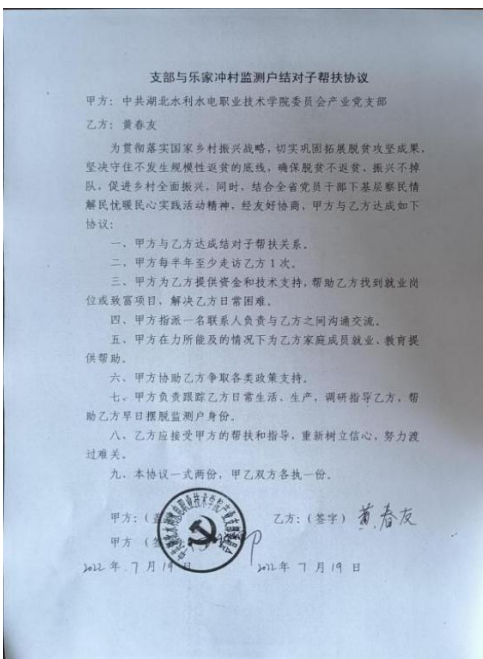 支部与乐家冲村监测户结对子帮扶协议
甲方：中共湖北水利水电职业技术学院委员会产业党支部
乙方：黄春友
为贯彻落实国家乡村振兴战略，切实巩固拓展脱贫攻坚成果，
坚决守住不发生规模性返贫的底线，确保脱贫不返贫、振兴不掉
队，促进乡村全面振兴，同时，结合全省党员干部下基层察民情
解民忧暖民心实践活动精神，经友好协商，甲方与乙方达成如下
协议：
一、甲方与乙方达成结对子帮扶关系。
二、甲方每半年至少走访乙方1次。
三、甲方为乙方提供资金和技术支持，帮助乙方找到就业岗
位或致富项目，解决乙方日常困难。
四、甲方指派一名联系人负责与乙方之间沟通交流。
五、甲方在力所能及的情况下为乙方家庭成员就业、教育提
供帮助。
六、甲方协助乙方争取各类政策支持。
七、甲方负责跟踪乙方日常生活、生产，调研指导乙方，帮
助乙方早日摆脱监测户身份。
八、乙方应接受甲方的帮扶和指导，重新树立信心，努力渡
过难关。
九、本协议一式两份，甲乙双方各执一份。
甲方：（ 乙方：（签字）黄春友
甲方（
2022年7月19日 2022年7月19日